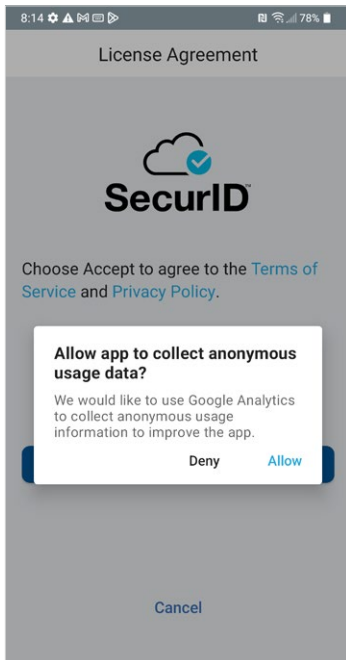 8:14 78%
License Agreement
SecurID™
Choose Accept to agree to the Terms of
Service and Privacy Policy.
Allow app to collect anonymous
usage data?
We would like to use Google Analytics
to collect anonymous usage
information to improve the app.
Deny Allow
Cancel